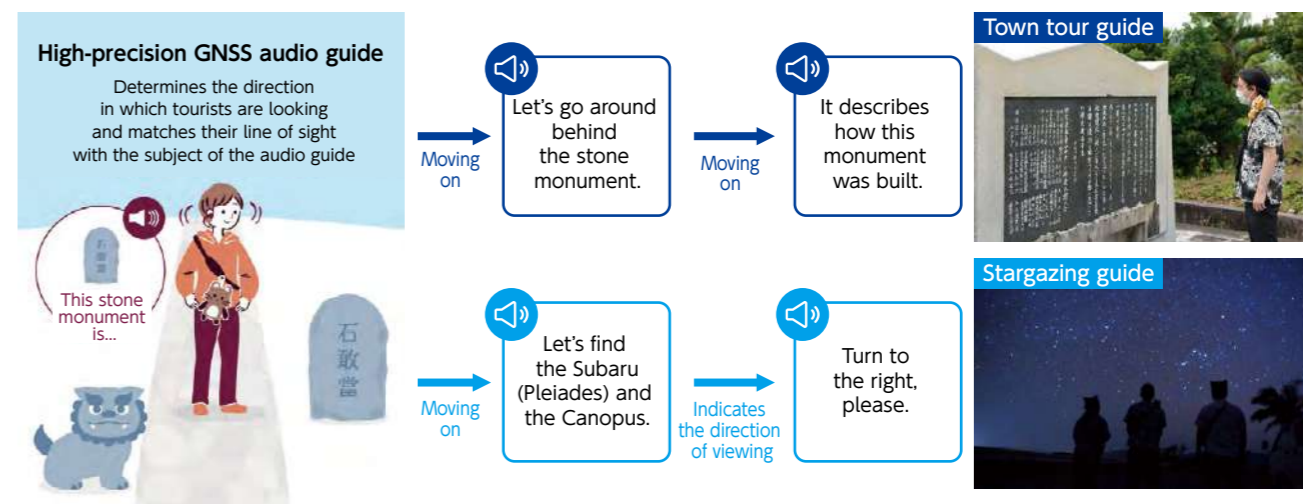 High-precision GNSS audio guide
Determines the direction
in which tourists are looking
and matches their line of sight
with the subject of the audio guide
This stone
monument
is...
石
敢
當
Moving
on
Let's go around
behind
the stone
monument.
Moving
on
It describes
how this
monument
was built.
Town tour guide
Moving
on
Let's find
the Subaru
(Pleiades) and
the Canopus.
Indicates
the direction
of viewing
Turn to
the right,
please.
Stargazing guide